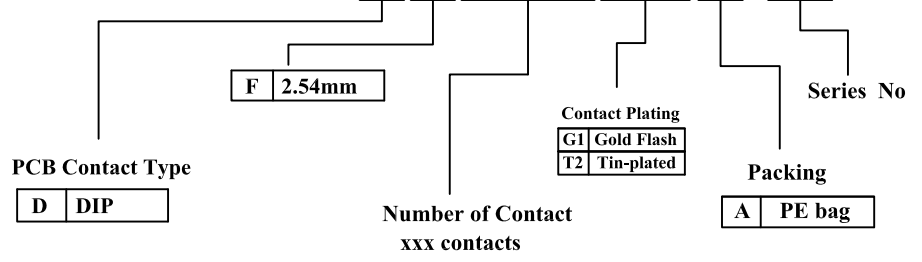 F 2.54mm
Series No
Contact Plating
G1 Gold Flash
T2 Tin-plated
PCB Contact Type
D DIP
Packing
A PE bag
Number of Contact
xxx contacts